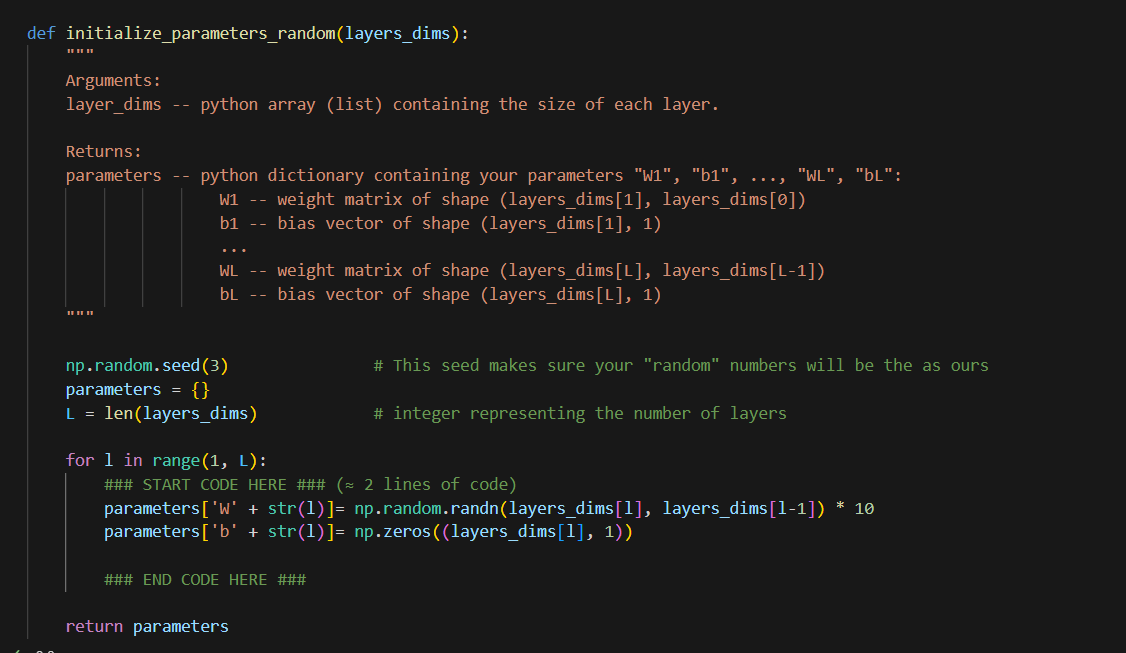 def initialize_parameters_random(layers_dims):
"""
Arguments:
layer_dims -- python array (list) containing the size of each layer.
Returns:
parameters -- python dictionary containing your parameters "W1", "b1", ..., "WL", "bL":
W1 -- weight matrix of shape (layers_dims[1], layers_dims[0])
b1 -- bias vector of shape (layers_dims[1], 1)
...
WL -- weight matrix of shape (layers_dims[L], layers_dims[L-1])
bL -- bias vector of shape (layers_dims[L], 1)
"""
np.random.seed(3) # This seed makes sure your "random" numbers will be the as ours
parameters = {}
L = len(layers_dims) # integer representing the number of layers
for l in range(1, L):
### START CODE HERE ### (≈ 2 lines of code)
parameters['W' + str(l)]= np.random.randn(layers_dims[l], layers_dims[l-1]) * 10
parameters['b' + str(l)]= np.zeros((layers_dims[l], 1))
### END CODE HERE ###
return parameters